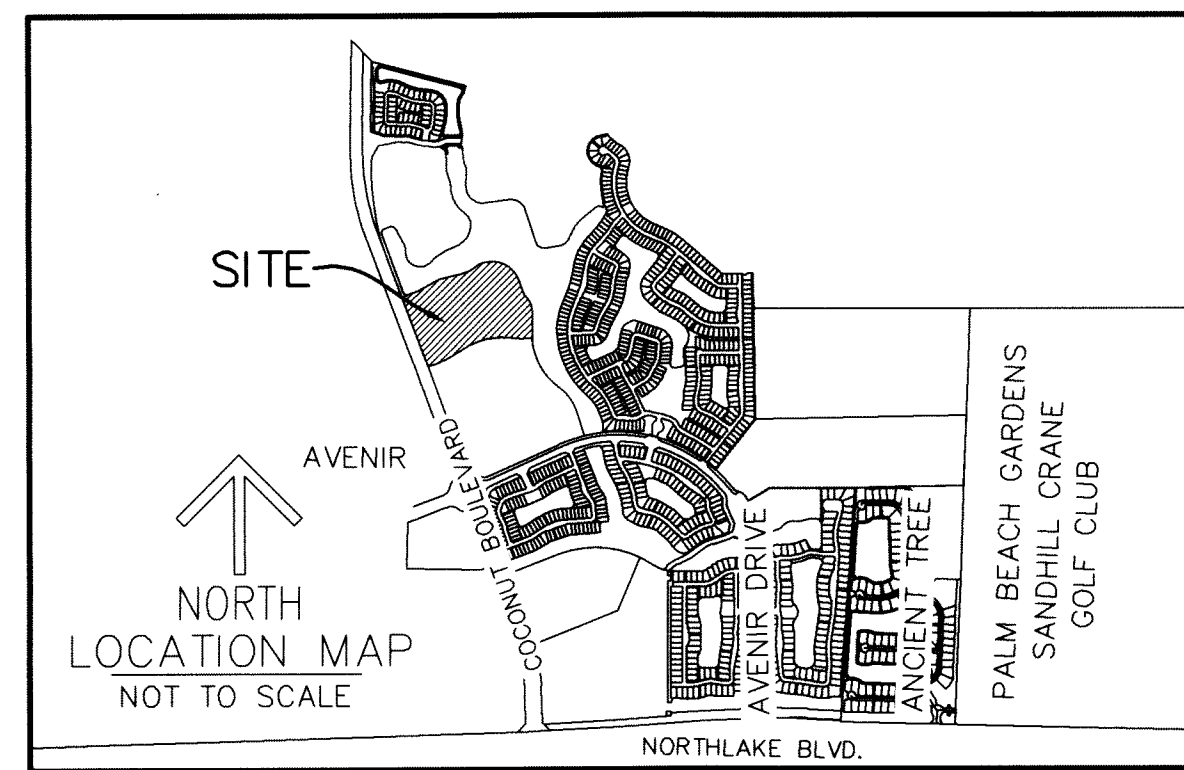 SITE
AVENIR
COCONUT BOULEVARD
NORTH
LOCATION MAP
NOT TO SCALE
AVENIR DRIVE
ANCIENT TREE
PALM BEACH GARDENS
SANDHILL CRANE
GOLF CLUB
NORTHLAKE BLVD.